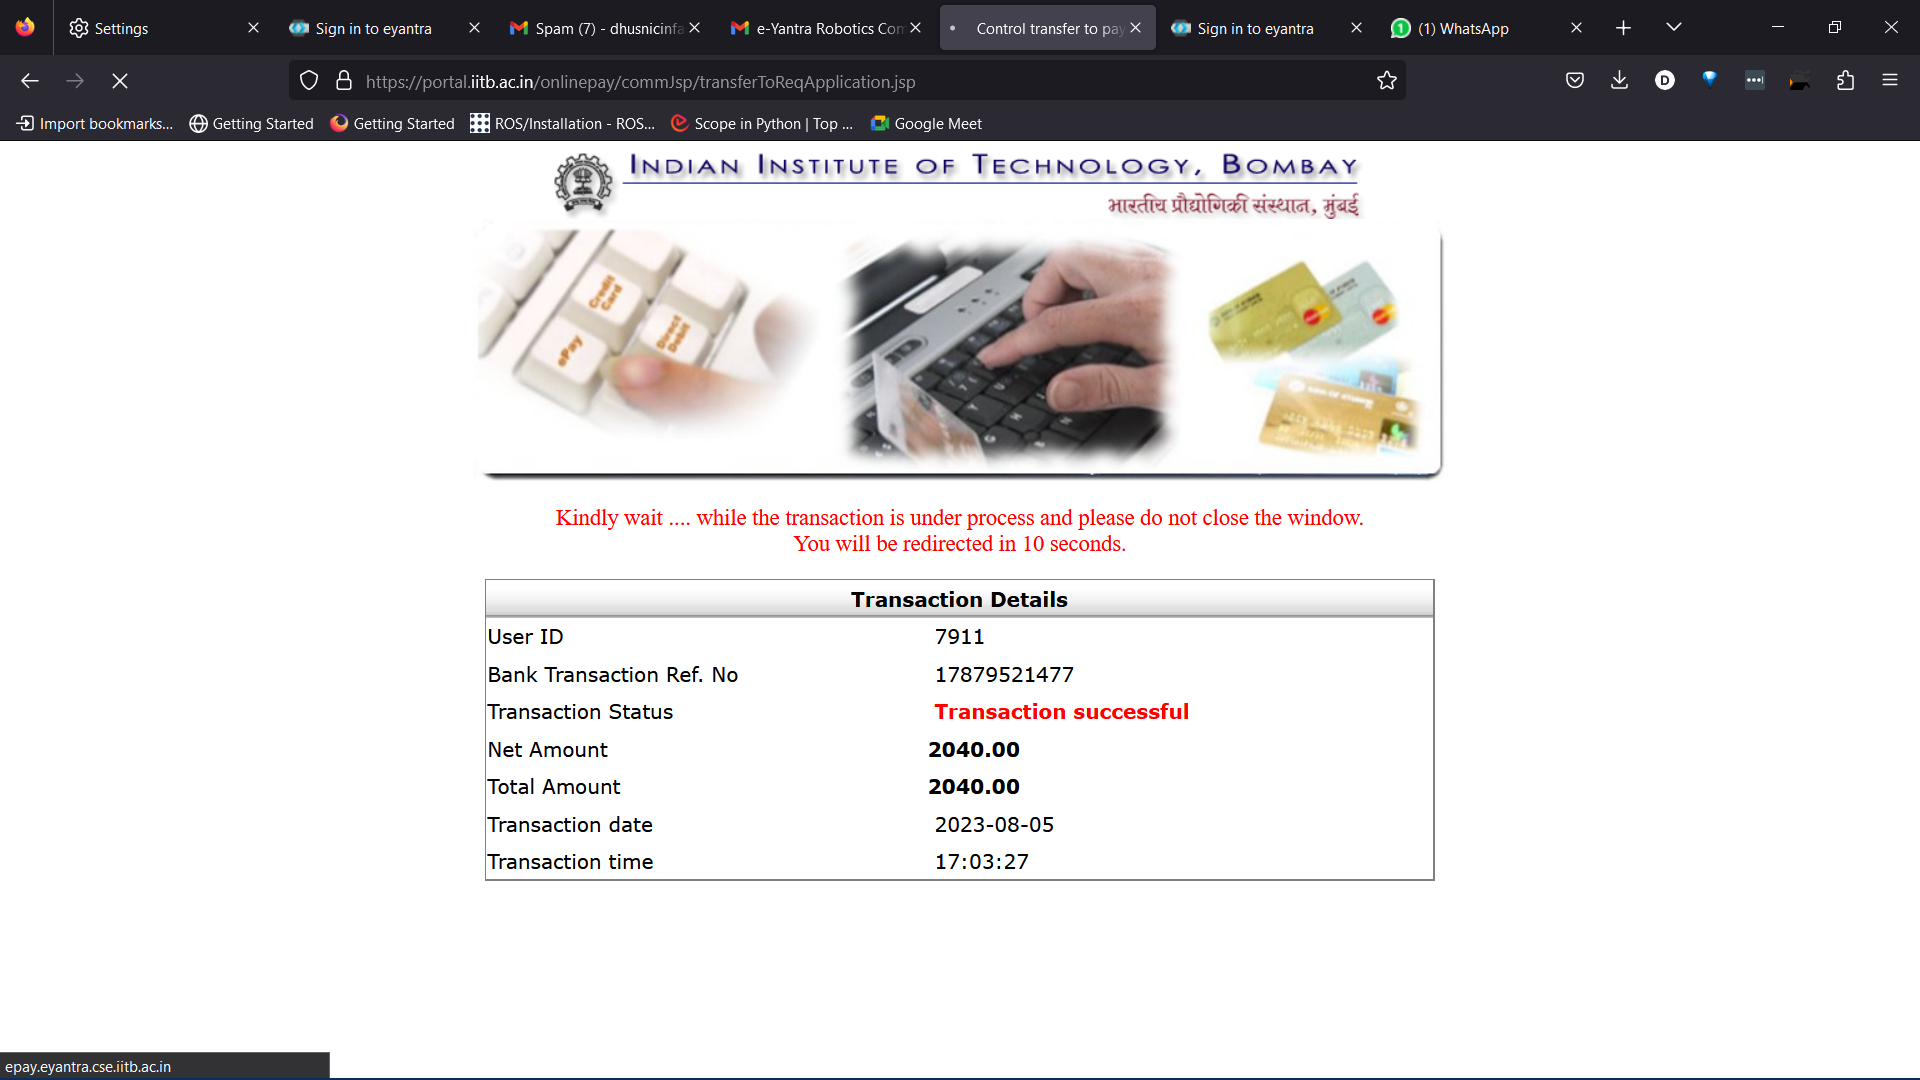 Settings
Sign in to eyantra
Spam (7) - dhusnicinfa
e-Yantra Robotics Com
Control transfer to pay
Sign in to eyantra
(1) WhatsApp
https://portal.iitb.ac.in/onlinepay/commJsp/transferToReqApplication.jsp
D
Import bookmarks...
Getting Started
Getting Started
ROS/Installation - ROS...
Scope in Python | Top ...
Google Meet
INDIAN INSTITUTE OF TECHNOLOGY, BOMBAY
भारतीय प्रौद्योगिकी संस्थान, मुंबई
Credit Card
ePay
Direct Debit
Kindly wait .... while the transaction is under process and please do not close the window.
You will be redirected in 10 seconds.
Transaction Details
User ID 7911
Bank Transaction Ref. No 17879521477
Transaction Status Transaction successful
Net Amount 2040.00
Total Amount 2040.00
Transaction date 2023-08-05
Transaction time 17:03:27
epay.eyantra.cse.iitb.ac.in